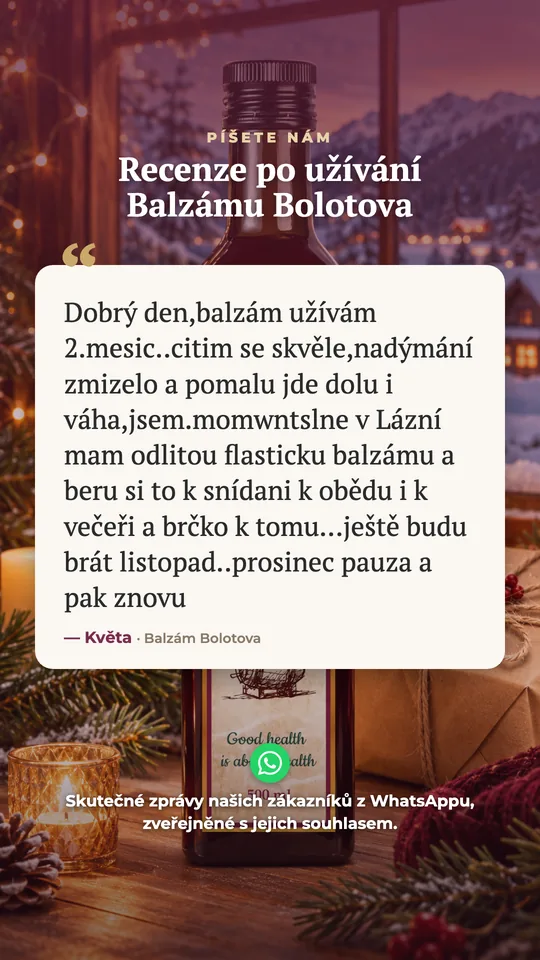 PÍŠETE NÁM
Recenze po užívání
Balzámu Bolotova
“
Dobrý den,balzám užívám
2.mesic..citim se skvěle,nadýmání
zmizelo a pomalu jde dolu i
váha,jsem.momwntslne v Lázní
mam odlitou flasticku balzámu a
beru si to k snídani k obědu i k
večeři a brčko k tomu...ještě budu
brát listopad..prosinec pauza a
pak znovu
— Květa · Balzám Bolotova
Good health
is
Skutečné zprávy našich zákazníků z WhatsAppu,
zveřejněné s jejich souhlasem.